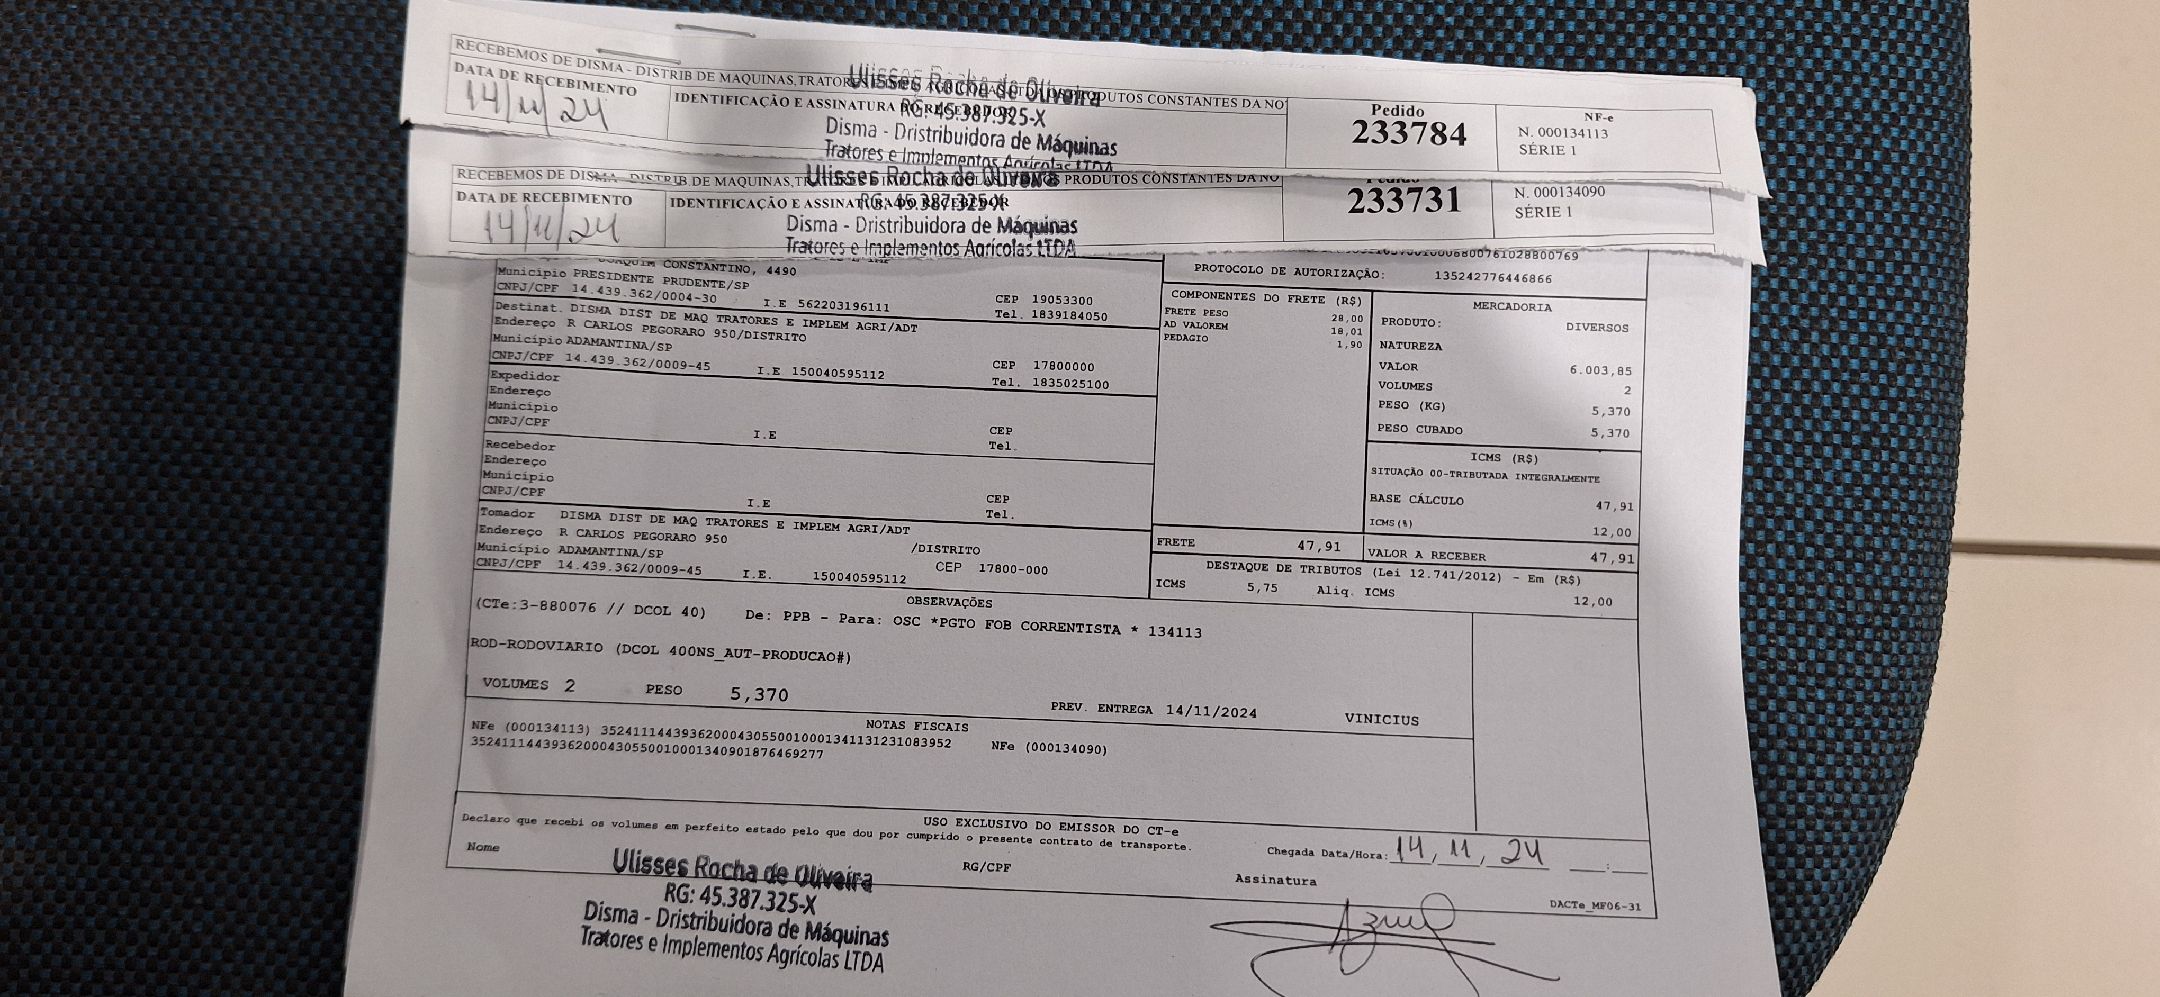 RECEBEMOS DE DISMA - DISTRIB DE MAQUINAS,TRATORES PRODUTOS CONSTANTES DA NO
DATA DE RECEBIMENTO
14/11/24
IDENTIFICAÇÃO E ASSINATURA DO RECEBEDOR
Ulisses Rocha de Oliveira
RG: 45.387.325-X
Disma - Dristribuidora de Máquinas
Tratores e Implementos Agrícolas LTDA
Pedido
233784
NF-e
N. 000134113
SÉRIE 1
RECEBEMOS DE DISMA - DISTRIB DE MAQUINAS,T PRODUTOS CONSTANTES DA NO
DATA DE RECEBIMENTO
14/11/24
IDENTIFICAÇÃO E ASSINATURA DO RECEBEDOR
Ulisses Rocha de Oliveira
RG: 45.387.325-X
Disma - Dristribuidora de Máquinas
Tratores e Implementos Agrícolas LTDA
Pedido
233731
N. 000134090
SÉRIE 1
CONSTANTINO, 4490
Município PRESIDENTE PRUDENTE/SP
CEP 19053300
CNPJ/CPF 14.439.362/0004-30 I.E 562203196111 Tel. 1839184050
Destinat. DISMA DIST DE MAQ TRATORES E IMPLEM AGRI/ADT
Endereço R CARLOS PEGORARO 950/DISTRITO
Município ADAMANTINA/SP CEP 17800000
CNPJ/CPF 14.439.362/0009-45 I.E 150040595112 Tel. 1835025100
Expedidor
Endereço
Município CEP
CNPJ/CPF I.E Tel.
Recebedor
Endereço
Município CEP
CNPJ/CPF I.E Tel.
Tomador DISMA DIST DE MAQ TRATORES E IMPLEM AGRI/ADT
Endereço R CARLOS PEGORARO 950 /DISTRITO
Município ADAMANTINA/SP CEP 17800-000
CNPJ/CPF 14.439.362/0009-45 I.E. 150040595112
PROTOCOLO DE AUTORIZAÇÃO: 135242776446866
COMPONENTES DO FRETE (R$)
FRETE PESO 28,00
AD VALOREM 18,01
PEDAGIO 1,90
FRETE 47,91
MERCADORIA
PRODUTO: DIVERSOS
NATUREZA
VALOR 6.003,85
VOLUMES 2
PESO (KG) 5,370
PESO CUBADO 5,370
ICMS (R$)
SITUAÇÃO 00-TRIBUTADA INTEGRALMENTE
BASE CÁLCULO 47,91
ICMS(%) 12,00
VALOR A RECEBER 47,91
DESTAQUE DE TRIBUTOS (Lei 12.741/2012) - Em (R$)
ICMS 5,75 Aliq. ICMS 12,00
OBSERVAÇÕES
(CTe:3-880076 // DCOL 40) De: PPB - Para: OSC *PGTO FOB CORRENTISTA * 134113
ROD-RODOVIARIO (DCOL 400NS_AUT-PRODUCAO#)
VOLUMES 2 PESO 5,370 PREV. ENTREGA 14/11/2024 VINICIUS
NOTAS FISCAIS
NFe (000134113) 35241114439362000430550010001341131231083952 NFe (000134090)
35241114439362000430550010001340901876469277
USO EXCLUSIVO DO EMISSOR DO CT-e
Declaro que recebi os volumes em perfeito estado pelo que dou por cumprido o presente contrato de transporte.
Nome RG/CPF Chegada Data/Hora: 14, 11, 24 __:__
Assinatura
DACTe_MF06-31
Ulisses Rocha de Oliveira
RG: 45.387.325-X
Disma - Dristribuidora de Máquinas
Tratores e Implementos Agrícolas LTDA